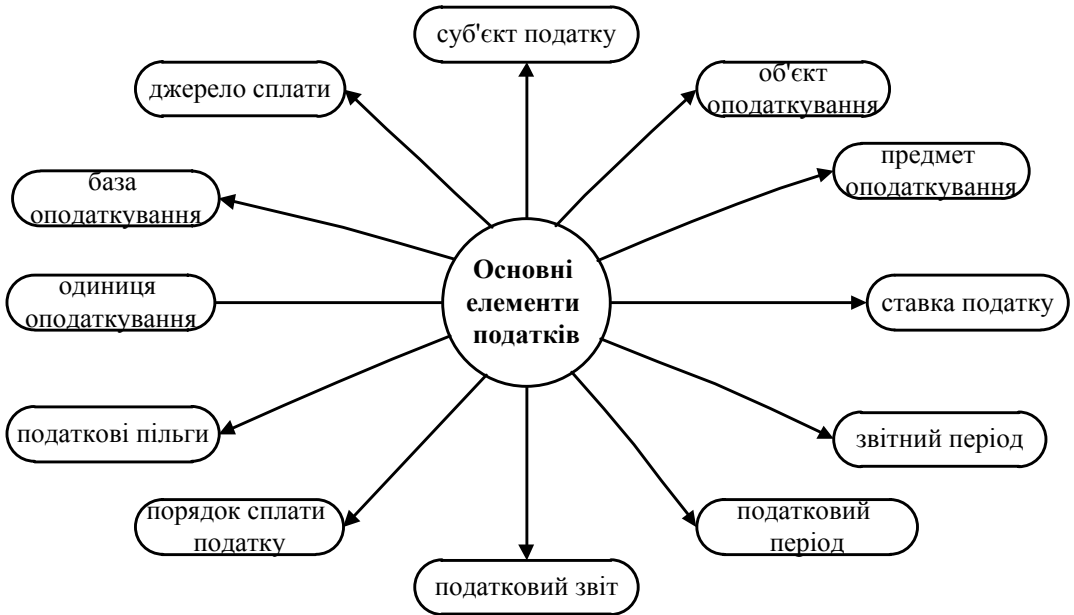 суб'єкт податку
об'єкт
оподаткування
предмет
оподаткування
ставка податку
звітний період
податковий
період
податковий звіт
порядок сплати
податку
податкові пільги
одиниця
оподаткування
база
оподаткування
джерело сплати
Основні
елементи
податків